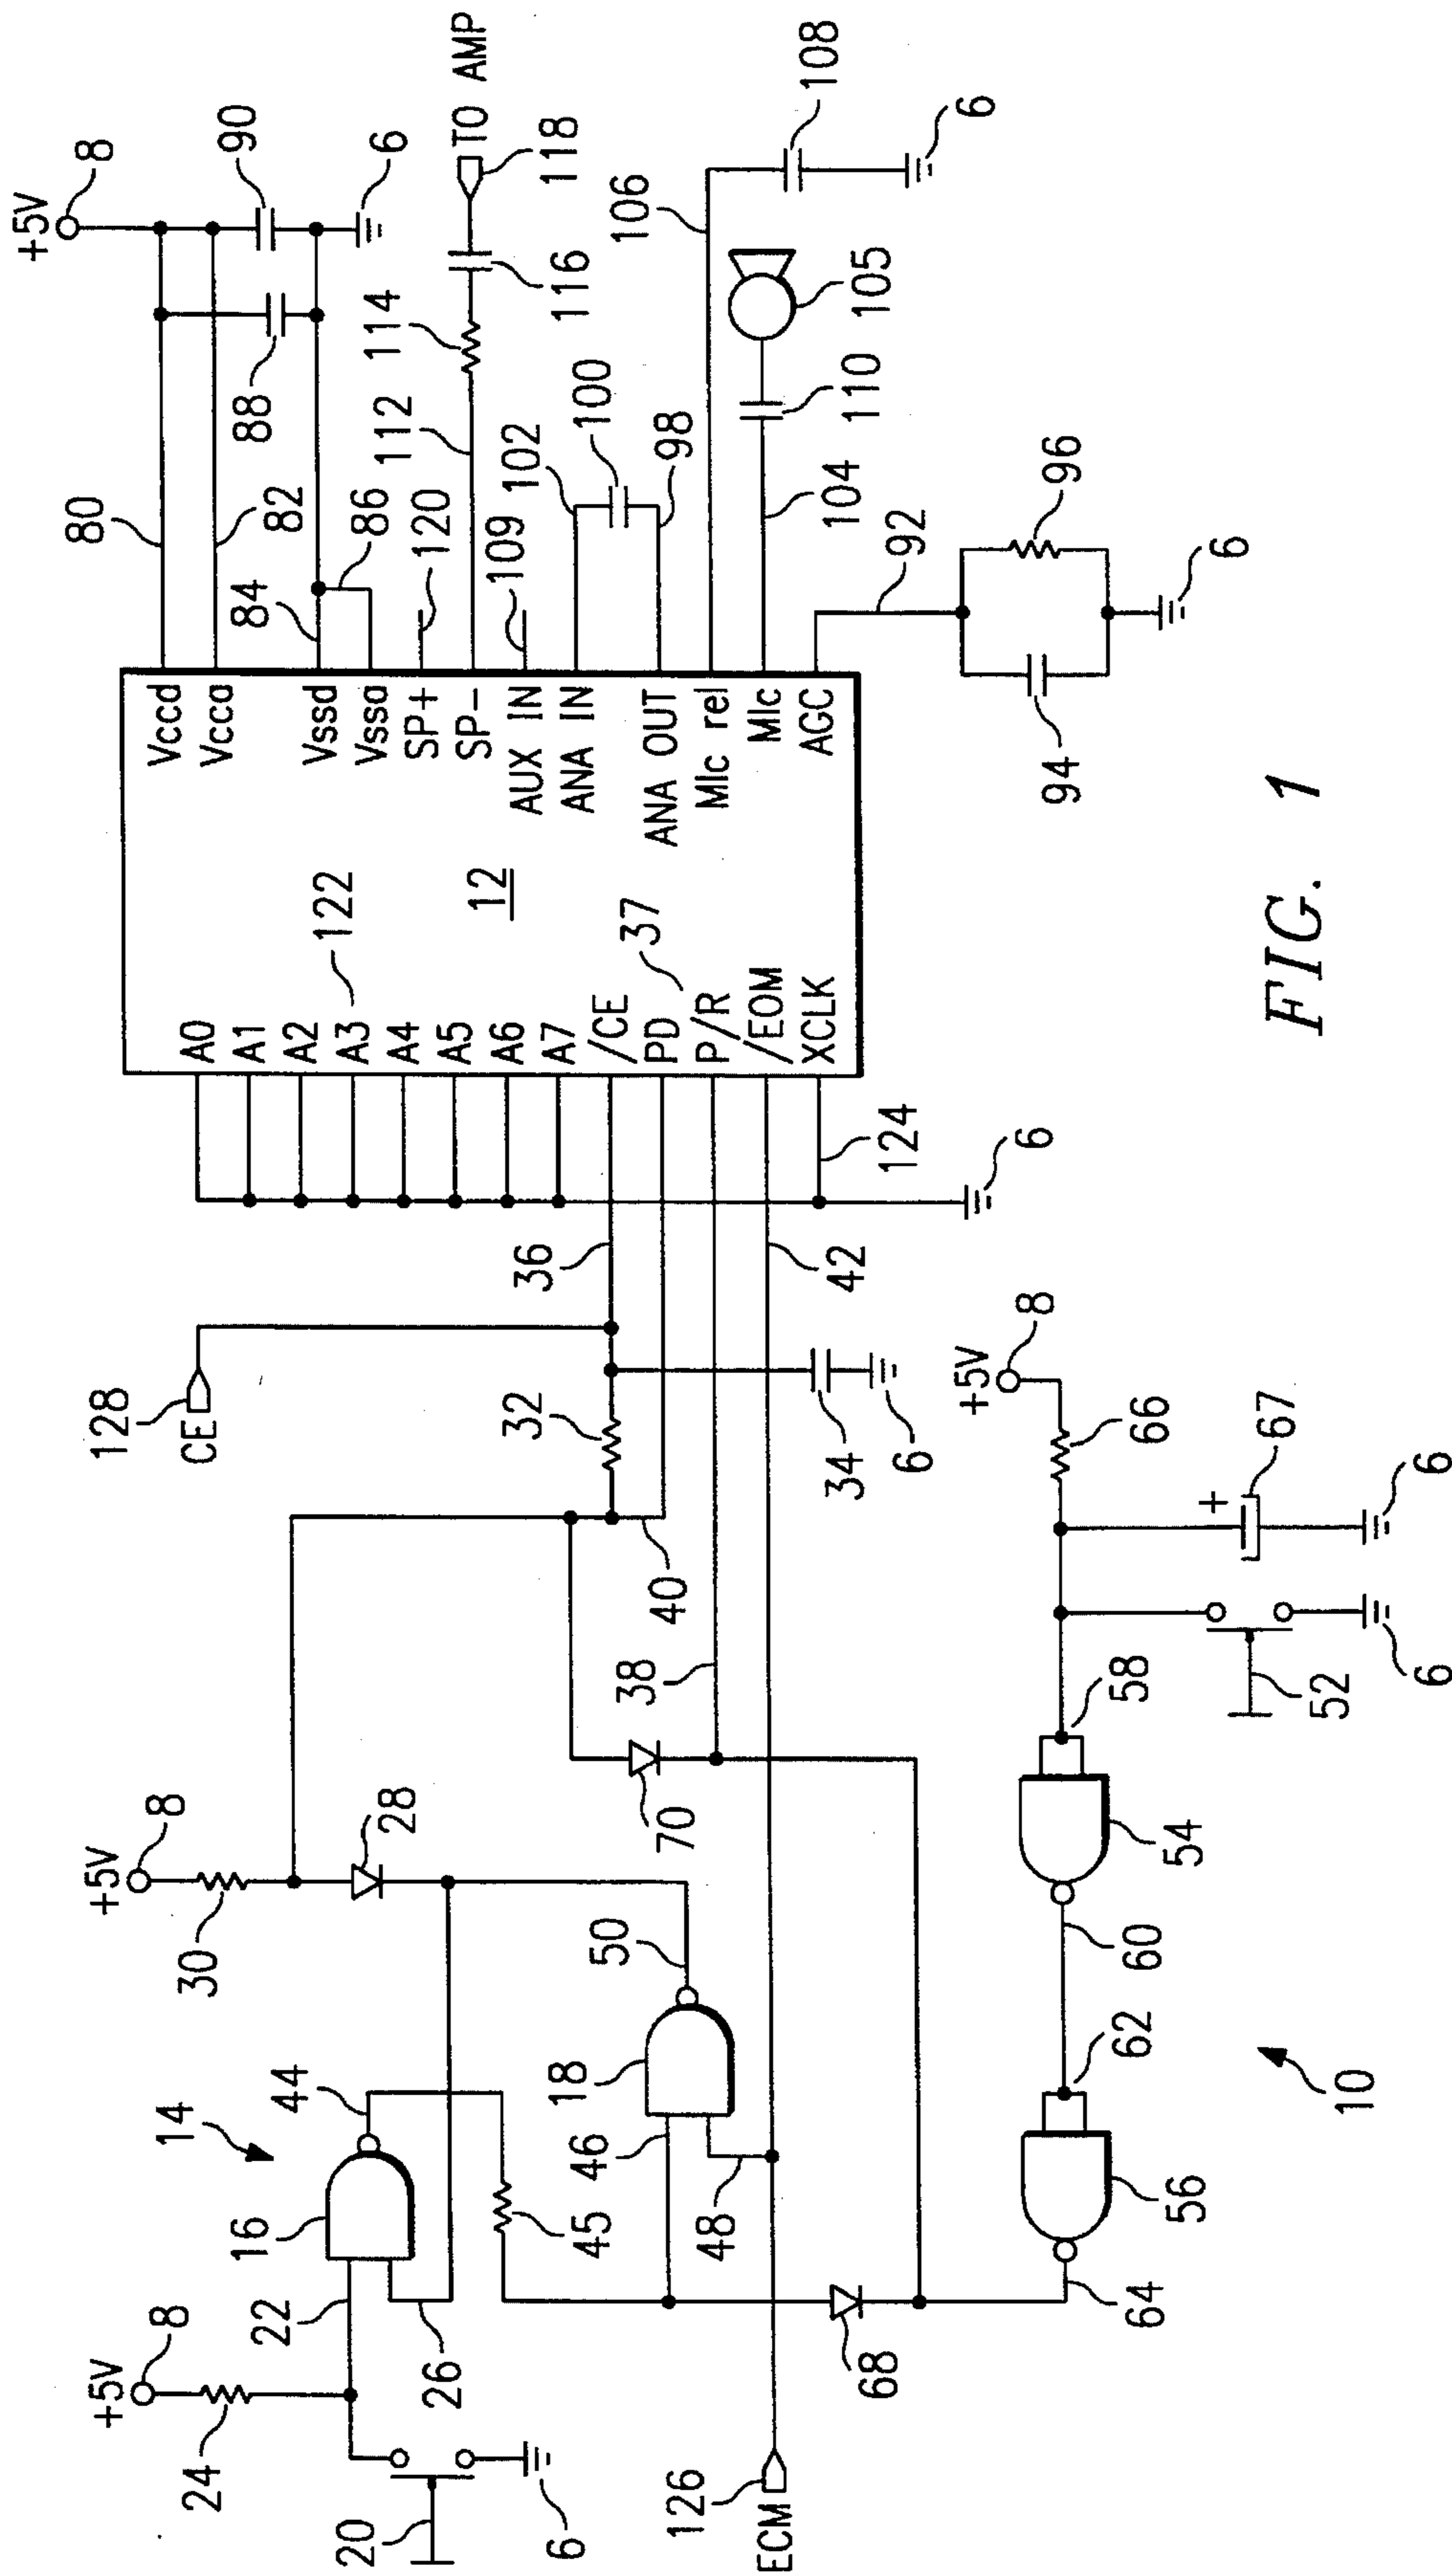 +5V
8
90
6
80
82
84
86
88
TO AMP
118
116
114
112
120
109
102
100
98
106
108
6
105
110
104
92
96
94
6
Vccd
Vcca
Vssd
Vssa
SP+
SP-
AUX IN
ANA IN
ANA OUT
MIc rel
MIc
AGC
12
122
37
A0
A1
A2
A3
A4
A5
A6
A7
/CE
PD
P/R
/EOM
XCLK
124
6
36
42
128
CE
32
34
6
40
38
70
+5V
8
30
28
50
18
46
48
14
44
16
45
22
26
+5V
8
24
20
6
126
ECM
68
64
56
62
60
54
58
52
6
67
+
6
66
+5V
8
10
FIG. 1